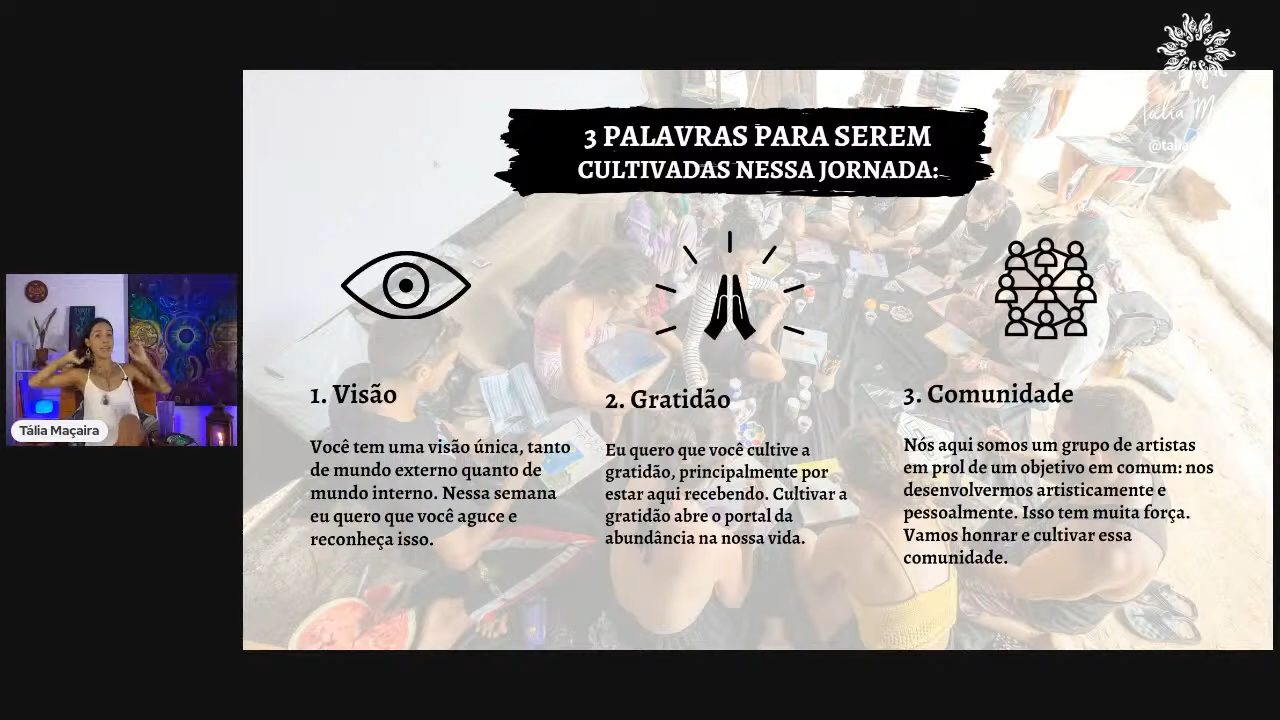 3 PALAVRAS PARA SEREM
CULTIVADAS NESSA JORNADA:
1. Visão
Você tem uma visão única, tanto
de mundo externo quanto de
mundo interno. Nessa semana
eu quero que você aguce e
reconheça isso.
2. Gratidão
Eu quero que você cultive a
gratidão, principalmente por
estar aqui recebendo. Cultivar a
gratidão abre o portal da
abundância na nossa vida.
3. Comunidade
Nós aqui somos um grupo de artistas
em prol de um objetivo em comum: nos
desenvolvermos artisticamente e
pessoalmente. Isso tem muita força.
Vamos honrar e cultivar essa
comunidade.
Tália Maçaira